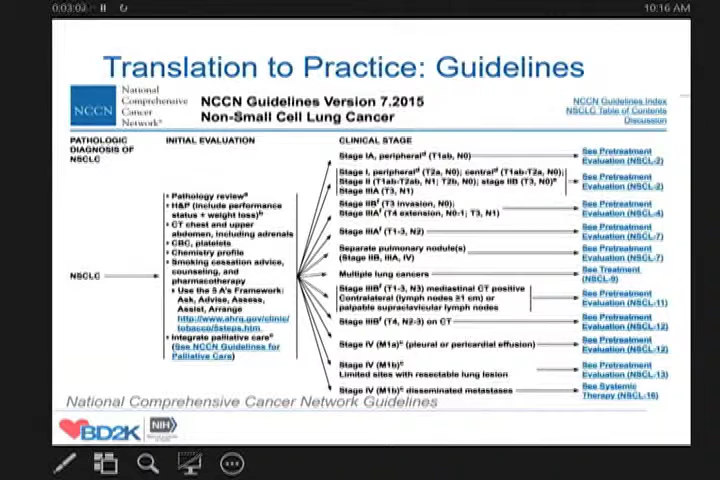 0:03:02
10:16 AM
Translation to Practice: Guidelines
NCCN
National
Comprehensive
Cancer
Network®
NCCN Guidelines Version 7.2015
Non-Small Cell Lung Cancer
NCCN Guidelines Index
NSCLC Table of Contents
Discussion
PATHOLOGIC
DIAGNOSIS OF
NSCLC
INITIAL EVALUATION
CLINICAL STAGE
NSCLC
• Pathology review
• H&P (include performance
status + weight loss)
• CT chest and upper
abdomen, including adrenals
• CBC, platelets
• Chemistry profile
• Smoking cessation advice,
counseling, and
pharmacotherapy
• Use the 5 A's Framework:
Ask, Advise, Assess,
Assist, Arrange
http://www.ahrq.gov/clinic/
tobacco/5steps.htm
• Integrate palliative care
(See NCCN Guidelines for
Palliative Care)
Stage IA, peripheral (T1ab, N0)
See Pretreatment
Evaluation (NSCL-2)
Stage I, peripheral (T2a, N0); central (T1ab-T2a, N0);
Stage II (T1ab-T2ab, N1; T2b, N0); stage IIB (T3, N0)
Stage IIIA (T3, N1)
See Pretreatment
Evaluation (NSCL-2)
Stage IIB (T3 invasion, N0)
Stage IIIA (T4 extension, N0-1; T3, N1)
See Pretreatment
Evaluation (NSCL-4)
Stage IIIA (T1-3, N2)
See Pretreatment
Evaluation (NSCL-7)
Separate pulmonary nodule(s)
(Stage IIB, IIIA, IV)
See Pretreatment
Evaluation (NSCL-7)
Multiple lung cancers
See Treatment
Stage IIIB (T1-3, N3) mediastinal CT positive
Contralateral (lymph nodes ≥1 cm) or
palpable supraclavicular lymph nodes
See Pretreatment
Evaluation (NSCL-11)
Stage IIIB (T4, N2-3) on CT
See Pretreatment
Evaluation (NSCL-12)
Stage IV (M1a) (pleural or pericardial effusion)
See Pretreatment
Evaluation (NSCL-12)
Stage IV (M1b)
Limited sites with resectable lung lesion
See Pretreatment
Evaluation (NSCL-13)
Stage IV (M1b) disseminated metastases
See Systemic
Therapy (NSCL-16)
National Comprehensive Cancer Network Guidelines
BD2K
NIH